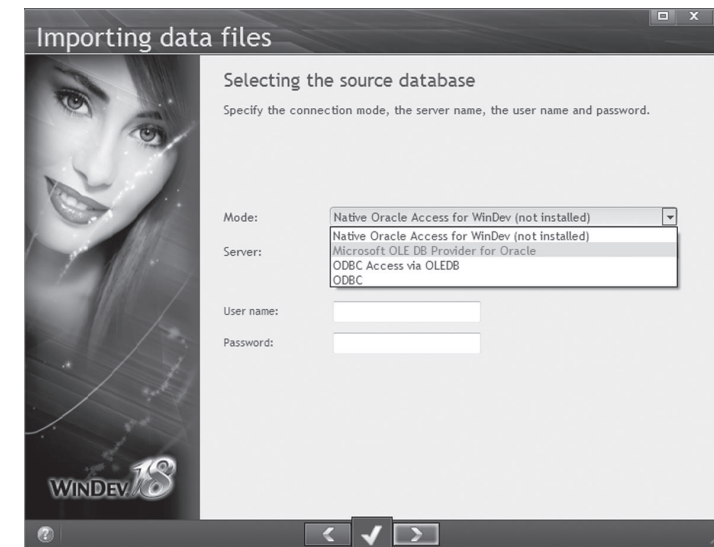 Importing data files
X
Selecting the source database
Specify the connection mode, the server name, the user name and password.
Mode:
Native Oracle Access for WinDev (not installed)
Native Oracle Access for WinDev (not installed)
Server:
Microsoft OLE DB Provider for Oracle
ODBC Access via OLEDB
ODBC
User name:
Password:
WINDEV 18
?